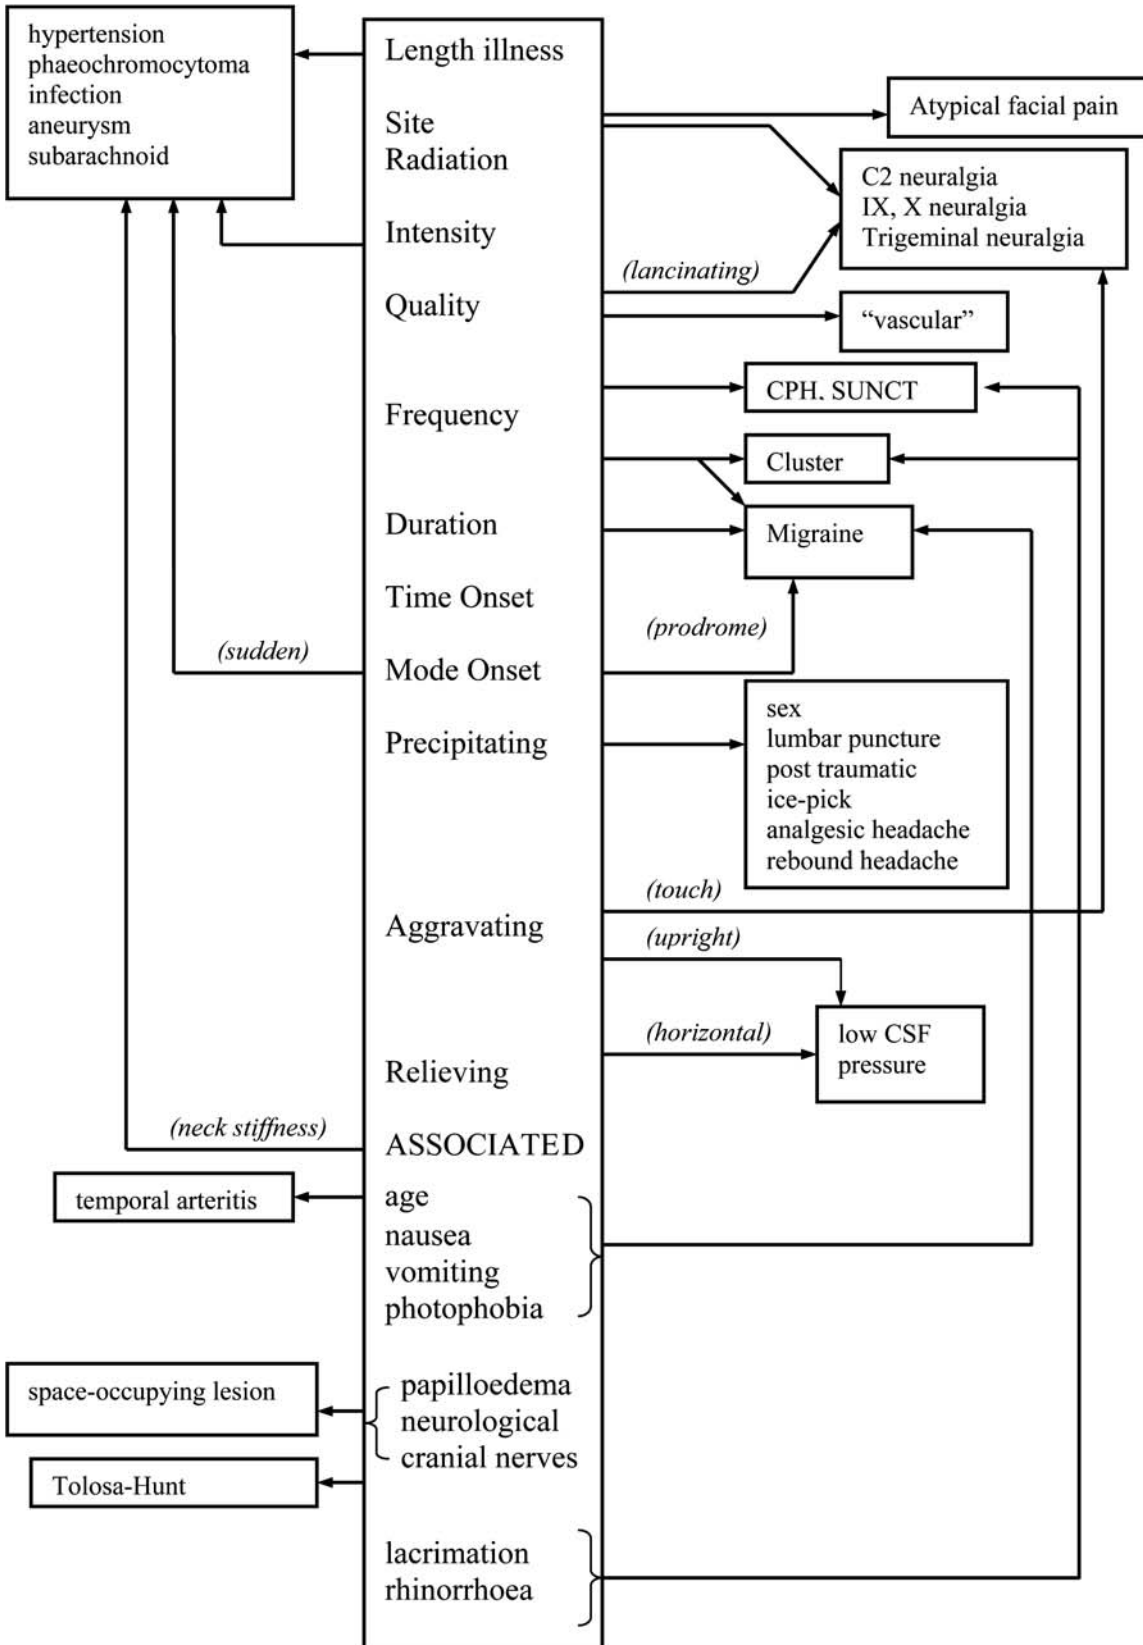 hypertension
phaeochromocytoma
infection
aneurysm
subarachnoid
Length illness
Site
Radiation
Intensity
Quality
Frequency
Duration
Time Onset
Mode Onset
Precipitating
Aggravating
Relieving
ASSOCIATED
age
nausea
vomiting
photophobia
papilloedema
neurological
cranial nerves
lacrimation
rhinorrhoea
Atypical facial pain
C2 neuralgia
IX, X neuralgia
Trigeminal neuralgia
(lancinating)
“vascular”
CPH. SUNCT
Cluster
Migraine
(prodrome)
(sudden)
sex
lumbar puncture
post traumatic
ice-pick
analgesic headache
rebound headache
(touch)
(upright)
(horizontal)
low CSF
pressure
(neck stiffness)
temporal arteritis
space-occupying lesion
Tolosa-Hunt